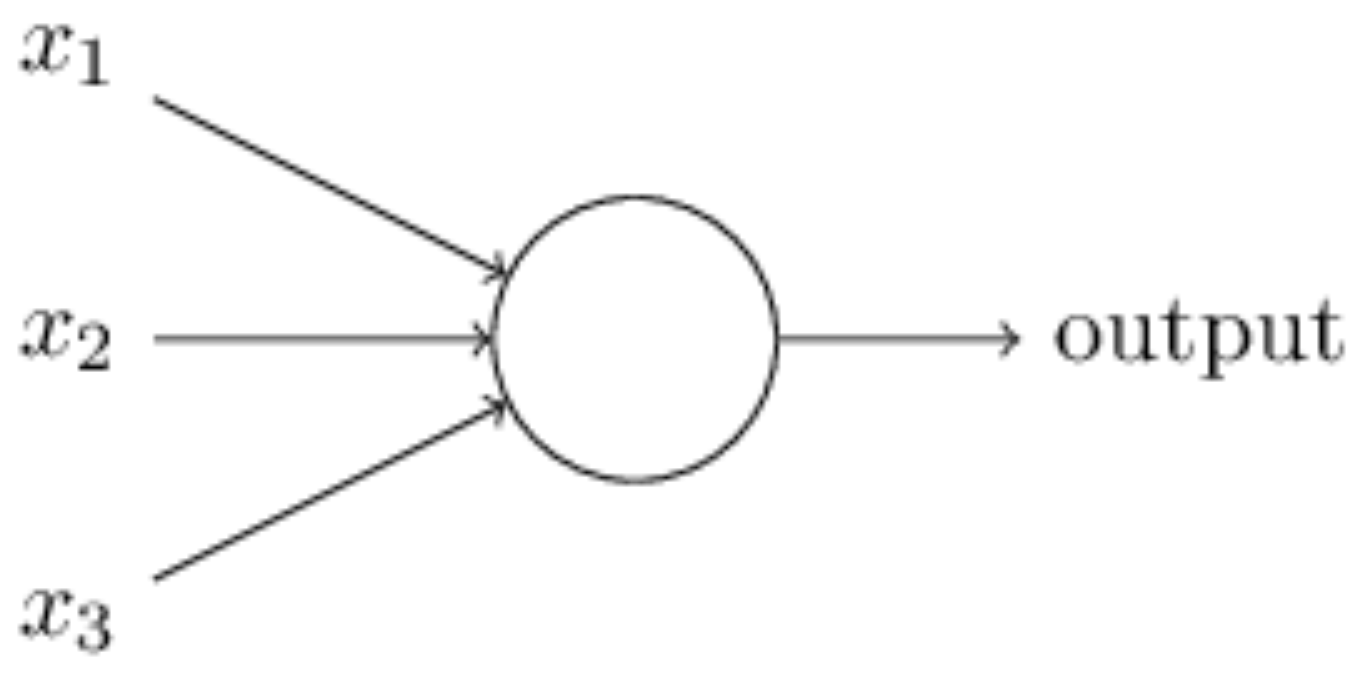 x₁
x₂
output
x₃